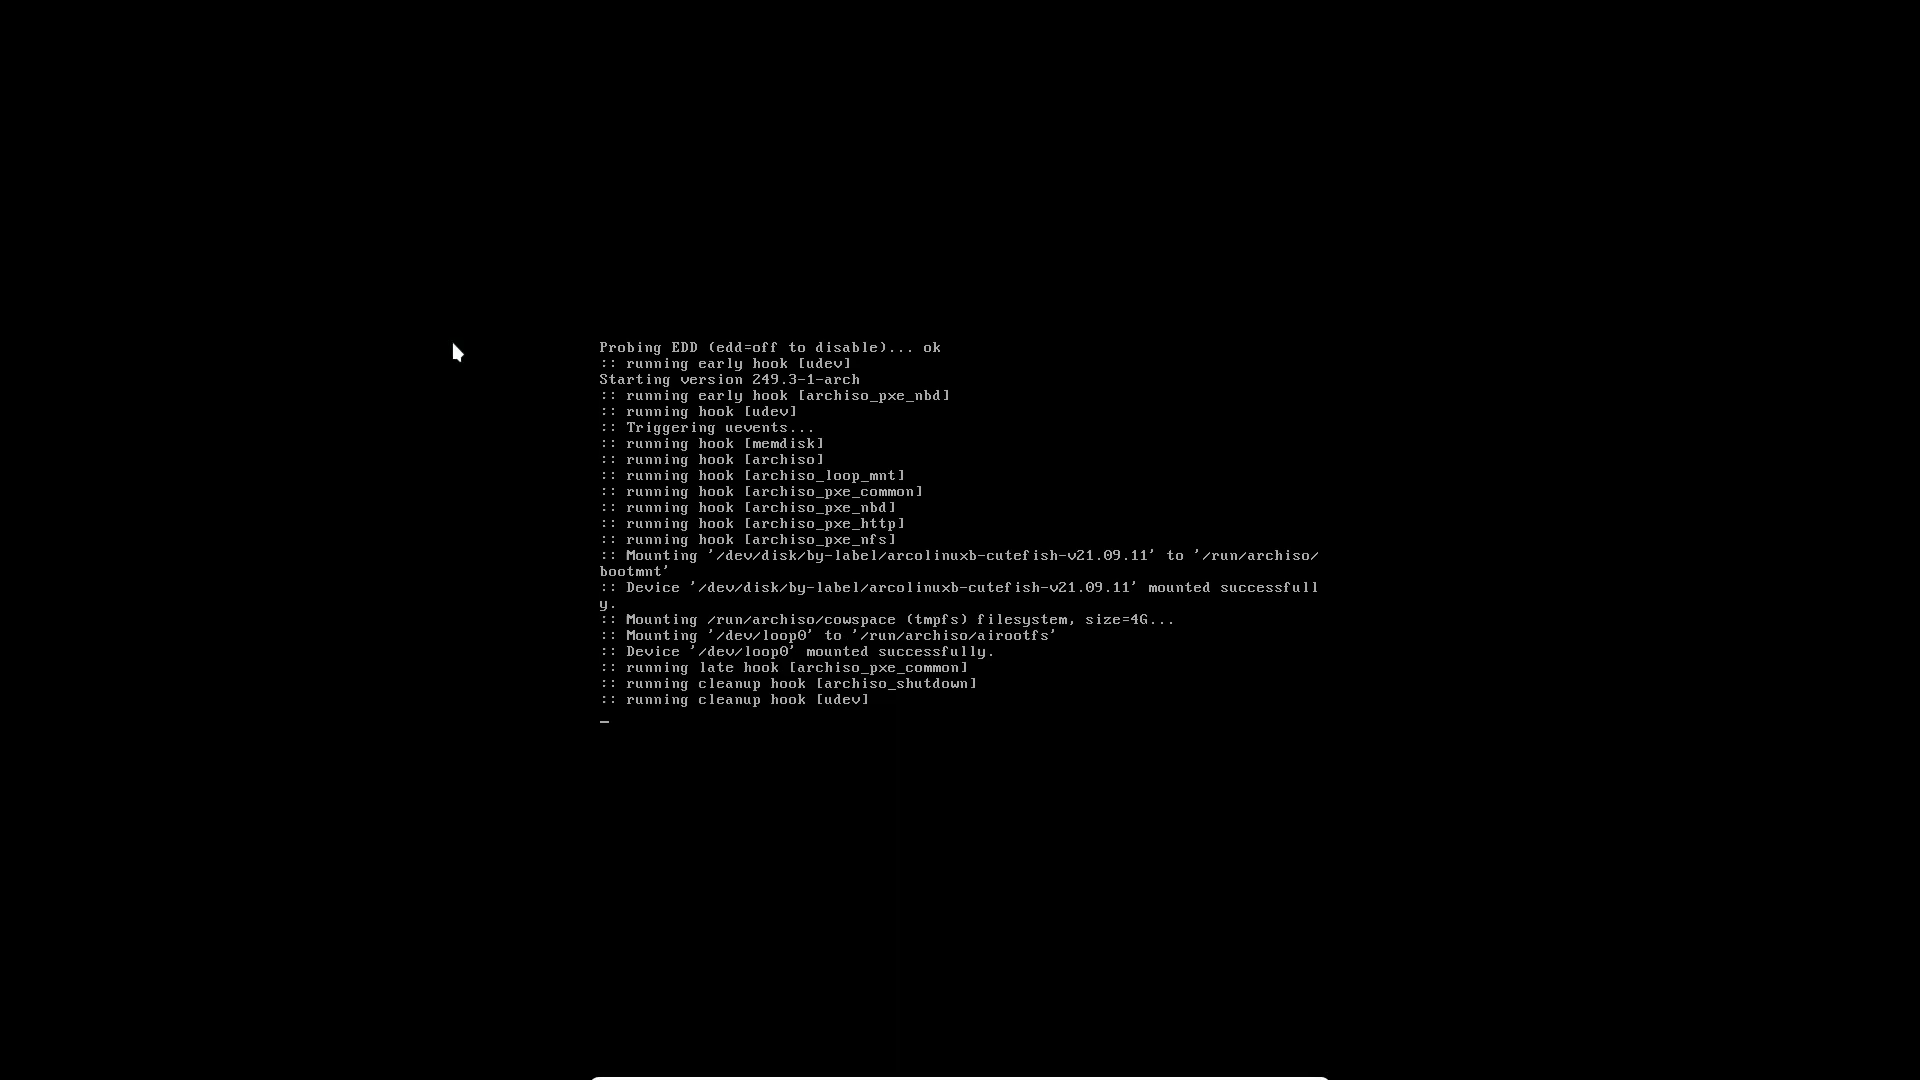 Probing EDD (edd=off to disable)... ok
:: running early hook [udev]
Starting version 249.3-1-arch
:: running early hook [archiso_pxe_nbd]
:: running hook [udev]
:: Triggering uevents...
:: running hook [memdisk]
:: running hook [archiso]
:: running hook [archiso_loop_mnt]
:: running hook [archiso_pxe_common]
:: running hook [archiso_pxe_nbd]
:: running hook [archiso_pxe_http]
:: running hook [archiso_pxe_nfs]
:: Mounting '/dev/disk/by-label/arcolinuxb-cutefish-v21.09.11' to '/run/archiso/
bootmnt'
:: Device '/dev/disk/by-label/arcolinuxb-cutefish-v21.09.11' mounted successfull
y.
:: Mounting /run/archiso/cowspace (tmpfs) filesystem, size=4G...
:: Mounting '/dev/loop0' to '/run/archiso/airootfs'
:: Device '/dev/loop0' mounted successfully.
:: running late hook [archiso_pxe_common]
:: running cleanup hook [archiso_shutdown]
:: running cleanup hook [udev]
_